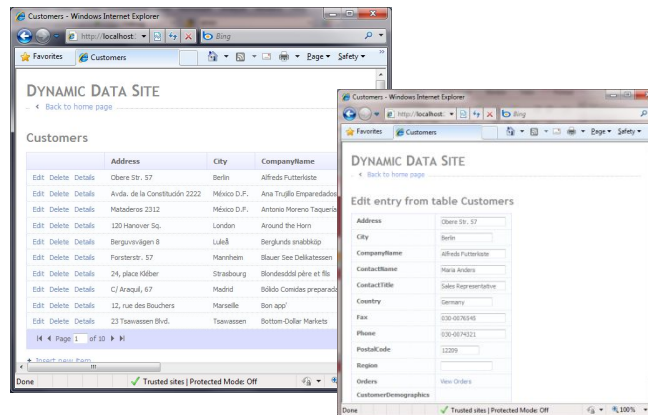 Customers - Windows Internet Explorer
http://localhost:
Bing
Favorites Customers Page Safety
DYNAMIC DATA SITE
Back to home page
Customers
Address City CompanyName
Edit Delete Details Obere Str. 57 Berlin Alfreds Futterkiste
Edit Delete Details Avda. de la Constitución 2222 México D.F. Ana Trujillo Emparedados
Edit Delete Details Mataderos 2312 México D.F. Antonio Moreno Taquería
Edit Delete Details 120 Hanover Sq. London Around the Horn
Edit Delete Details Berguvsvägen 8 Luleå Berglunds snabbköp
Edit Delete Details Forsterstr. 57 Mannheim Blauer See Delikatessen
Edit Delete Details 24, place Kléber Strasbourg Blondesddsl père et fils
Edit Delete Details C/ Araquil, 67 Madrid Bólido Comidas preparada
Edit Delete Details 12, rue des Bouchers Marseille Bon app'
Edit Delete Details 23 Tsawassen Blvd. Tsawassen Bottom-Dollar Markets
Page 1 of 10
Insert new item
Done Trusted sites | Protected Mode: Off
Customers - Windows Internet Explorer
http://localhost: Bing
Favorites Customers Page Safety
DYNAMIC DATA SITE
Back to home page
Edit entry from table Customers
Address Obere Str. 57
City Berlin
CompanyName Alfreds Futterkiste
ContactName Maria Anders
ContactTitle Sales Representative
Country Germany
Fax 030-0076545
Phone 030-0074321
PostalCode 12209
Region
Orders View Orders
CustomerDemographics
Done Trusted sites | Protected Mode: Off 100%